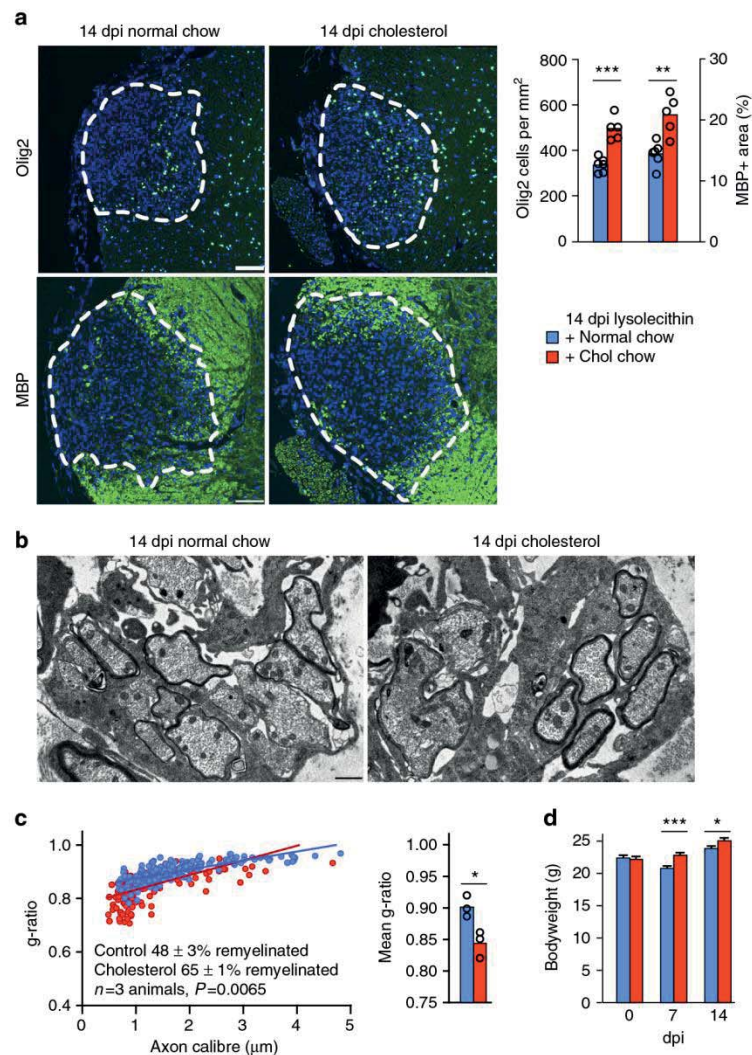 a
14 dpi normal chow
14 dpi cholesterol
Olig2
MBP
Olig2 cells per mm²
800
600
400
200
0
***
**
30
20
10
0
MBP+ area (%)
14 dpi lysolecithin
+ Normal chow
+ Chol chow
b
14 dpi normal chow
14 dpi cholesterol
c
g-ratio
1.0
0.8
0.6
0.4
Control 48 ± 3% remyelinated
Cholesterol 65 ± 1% remyelinated
n=3 animals, P=0.0065
0 1 2 3 4 5
Axon calibre (µm)
Mean g-ratio
1.00
0.95
0.90
0.85
0.80
0.75
*
d
Bodyweight (g)
25
20
15
10
5
0
***
*
0 7 14
dpi